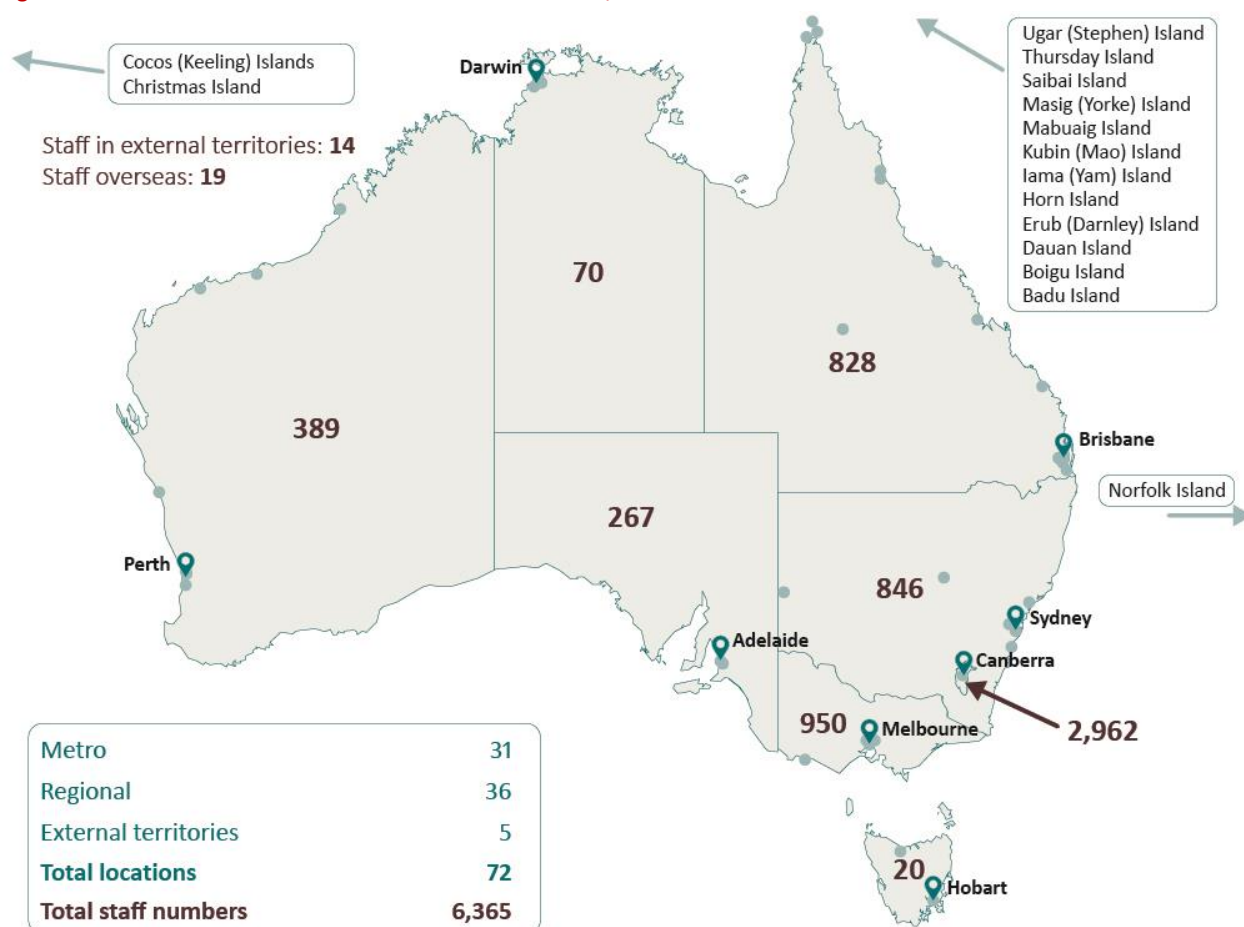 Cocos (Keeling) Islands
Christmas Island
Ugar (Stephen) Island
Thursday Island
Saibai Island
Masig (Yorke) Island
Mabuaig Island
Kubin (Mao) Island
Iama (Yam) Island
Horn Island
Erub (Darnley) Island
Dauan Island
Boigu Island
Badu Island
Darwin
Staff in external territories: 14
Staff overseas: 19
70
828
389
Brisbane
Norfolk Island
267
Perth
846
Sydney
Adelaide
Canberra
950
Melbourne
2,962
20
Hobart
Metro 31
Regional 36
External territories 5
Total locations 72
Total staff numbers 6,365